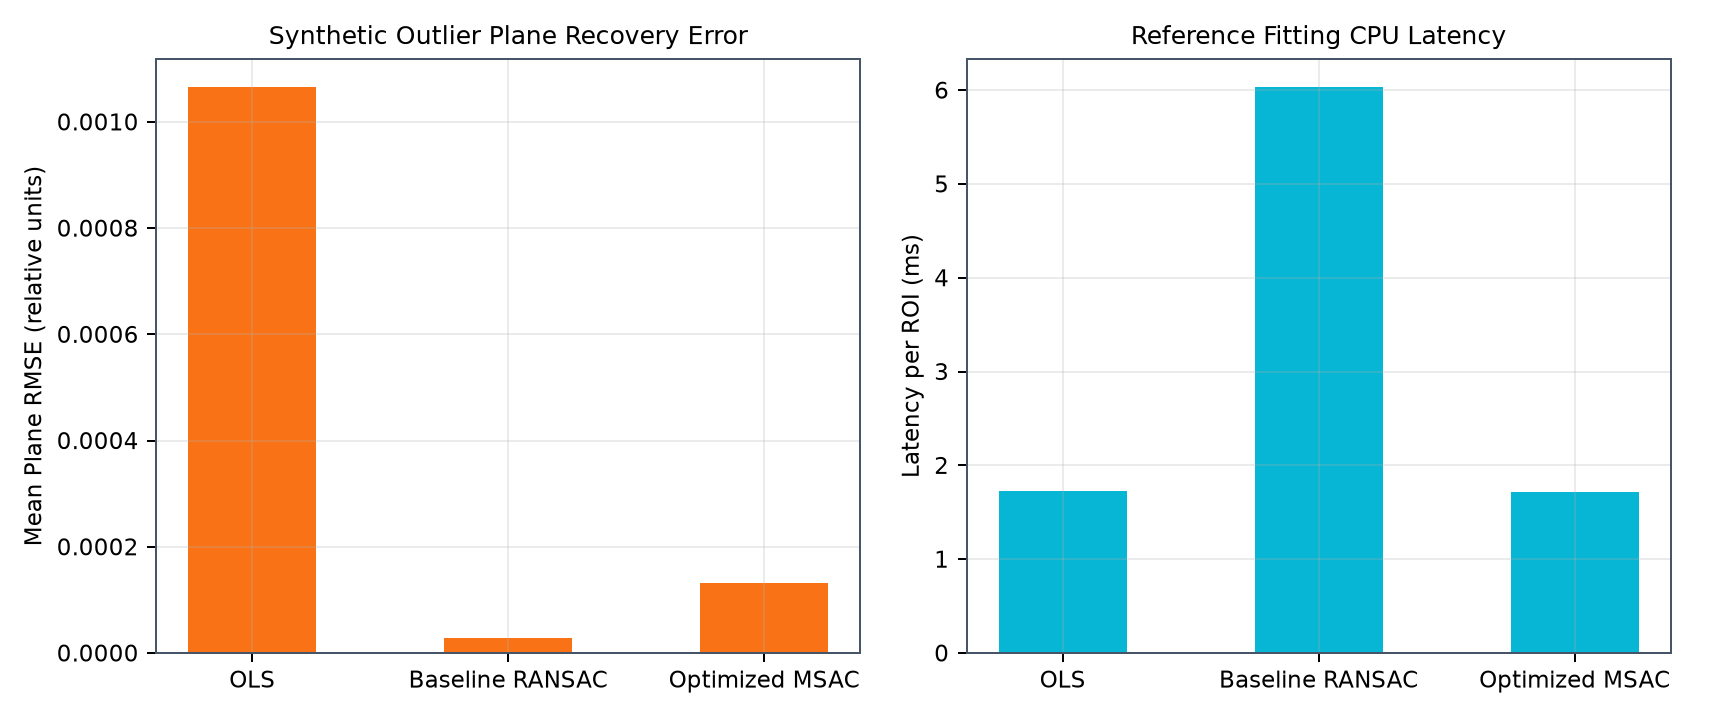 Synthetic Outlier Plane Recovery Error
Mean Plane RMSE (relative units)
0.0010
0.0008
0.0006
0.0004
0.0002
0.0000
OLS
Baseline RANSAC
Optimized MSAC
Reference Fitting CPU Latency
Latency per ROI (ms)
6
5
4
3
2
1
0
OLS
Baseline RANSAC
Optimized MSAC